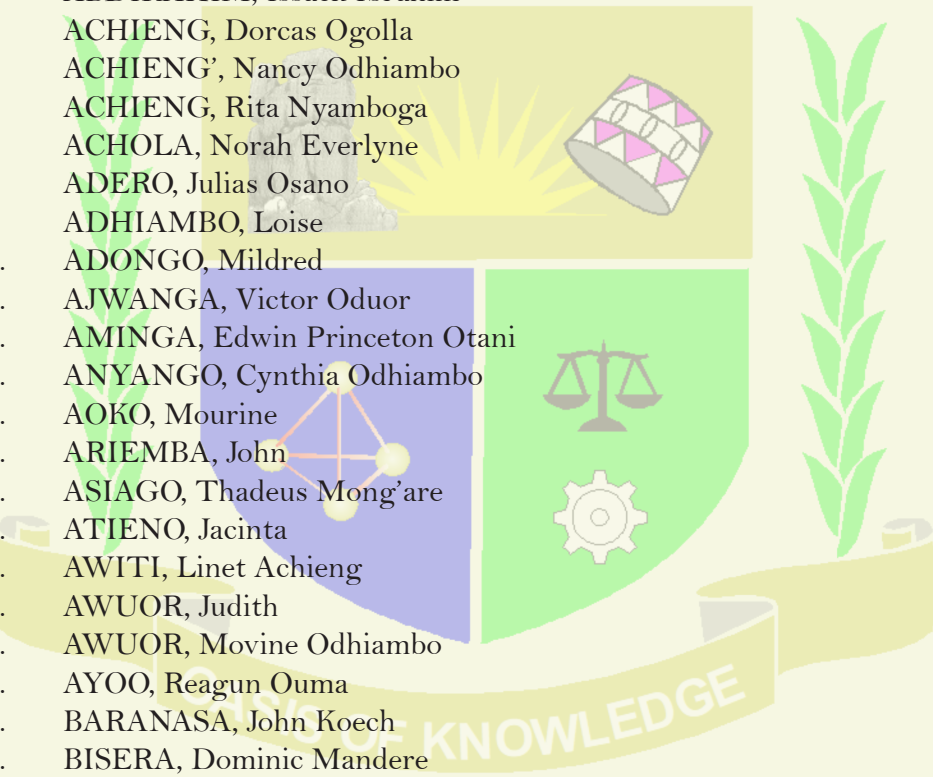 ACHIENG, Dorcas Ogolla
ACHIENG’, Nancy Odhiambo
ACHIENG, Rita Nyamboga
ACHOLA, Norah Everlyne
ADERO, Julias Osano
ADHIAMBO, Loise
. ADONGO, Mildred
. AJWANGA, Victor Oduor
. AMINGA, Edwin Princeton Otani
. ANYANGO, Cynthia Odhiambo
. AOKO, Mourine
. ARIEMBA, John
. ASIAGO, Thadeus Mong’are
. ATIENO, Jacinta
. AWITI, Linet Achieng
. AWUOR, Judith
. AWUOR, Movine Odhiambo
. AYOO, Reagun Ouma
. BARANASA, John Koech
. BISERA, Dominic Mandere
OASIS OF KNOWLEDGE